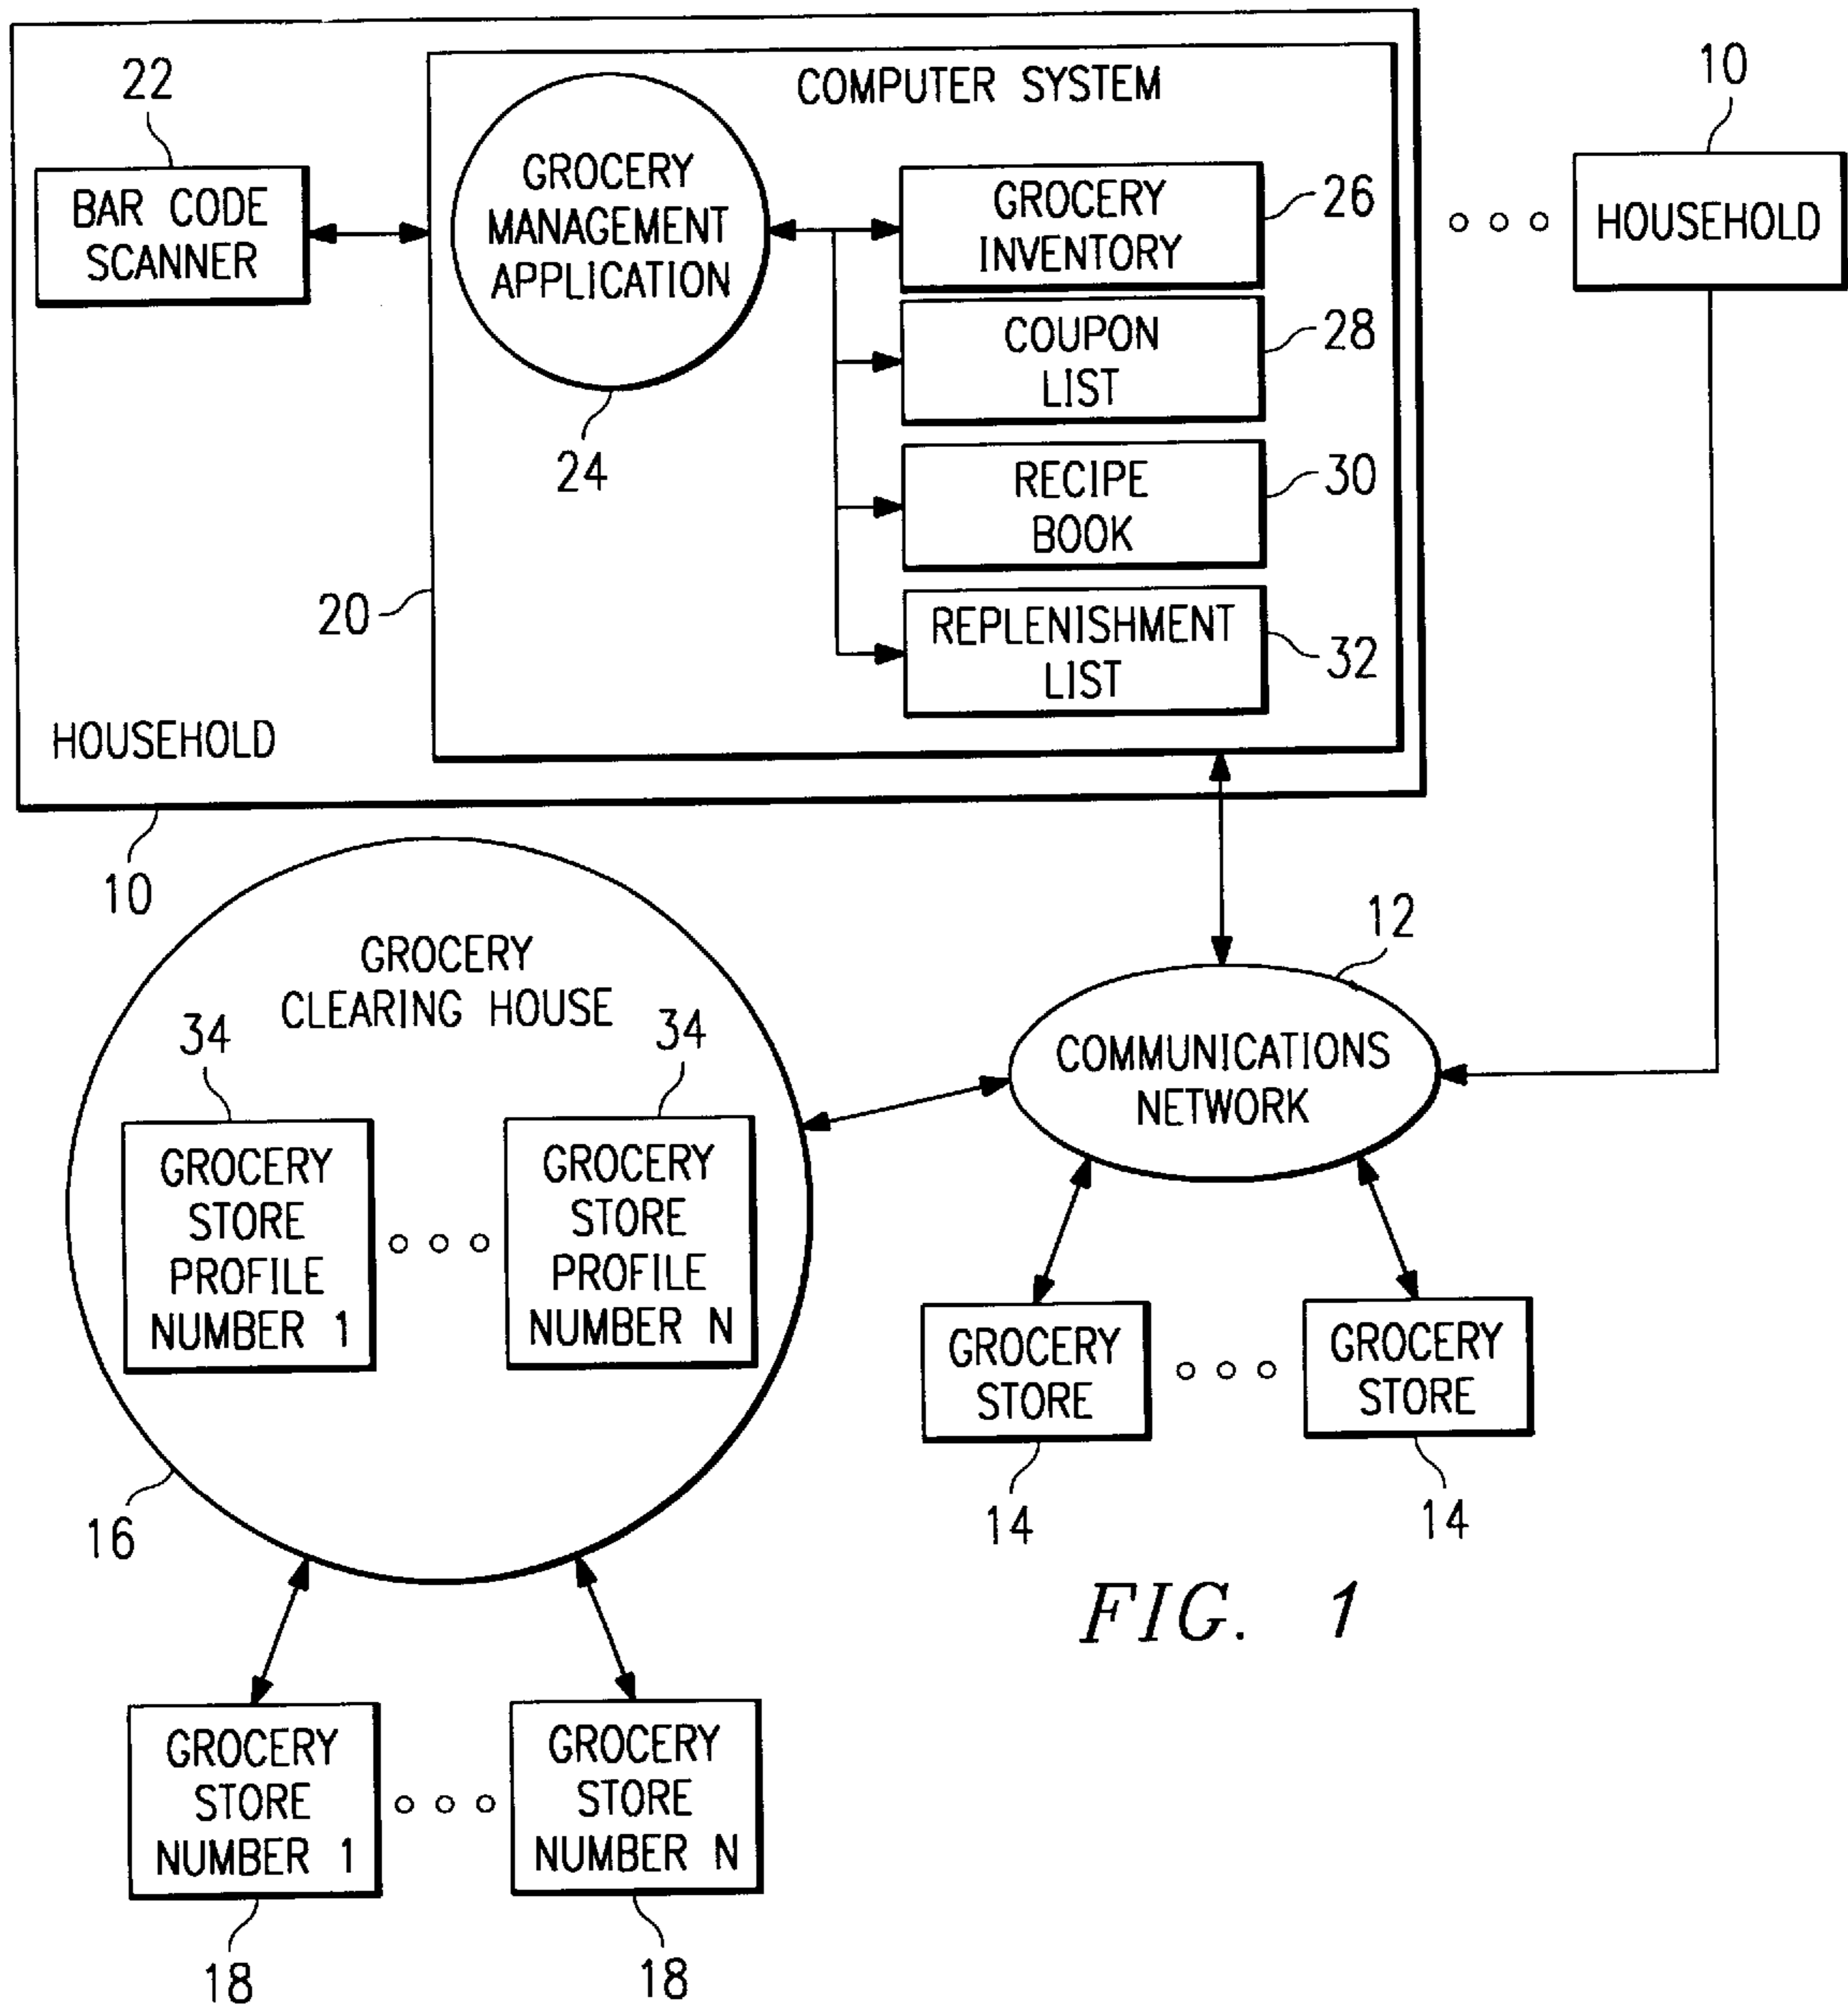 COMPUTER SYSTEM
22
BAR CODE
SCANNER
GROCERY
MANAGEMENT
APPLICATION
24
GROCERY
INVENTORY
26
COUPON
LIST
28
RECIPE
BOOK
30
REPLENISHMENT
LIST
32
20
HOUSEHOLD
10
10
HOUSEHOLD
12
COMMUNICATIONS
NETWORK
GROCERY
CLEARING HOUSE
34
34
GROCERY
STORE
PROFILE
NUMBER 1
GROCERY
STORE
PROFILE
NUMBER N
16
GROCERY
STORE
14
GROCERY
STORE
14
FIG. 1
GROCERY
STORE
NUMBER 1
18
GROCERY
STORE
NUMBER N
18